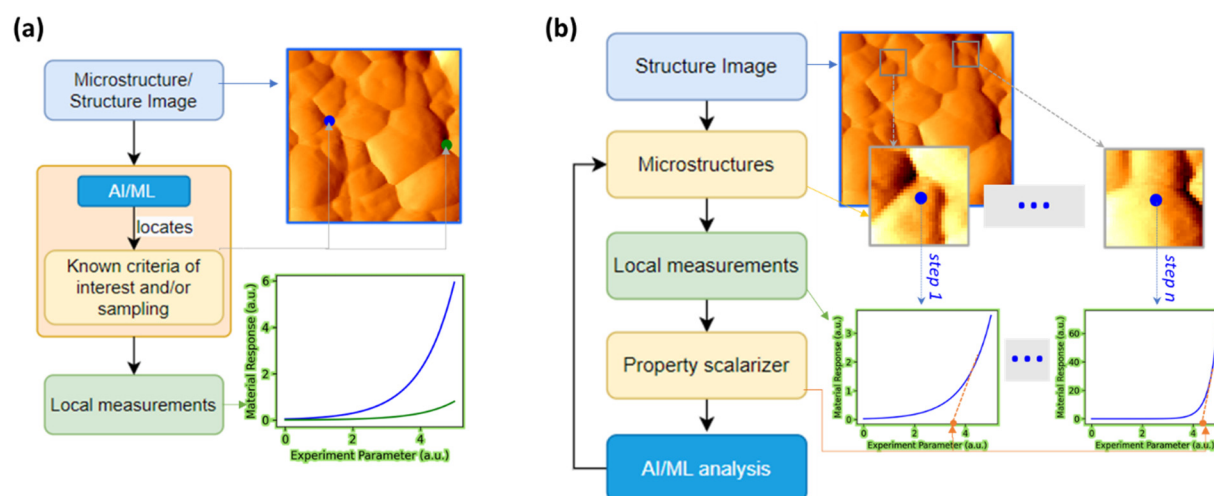 (a)
Microstructure/
Structure Image
AI/ML
locates
Known criteria of
interest and/or
sampling
Local measurements
Material Response (a.u.)
6
4
2
0
0
4
Experiment Parameter (a.u.)
(b)
Structure Image
Microstructures
Local measurements
Property scalarizer
AI/ML analysis
step 1
step n
Material Response (a.u.)
3
2
1
0
0
2
4
Experiment Parameter (a.u.)
Material Response (a.u.)
60
40
20
0
0
2
4
Experiment Parameter (a.u.)